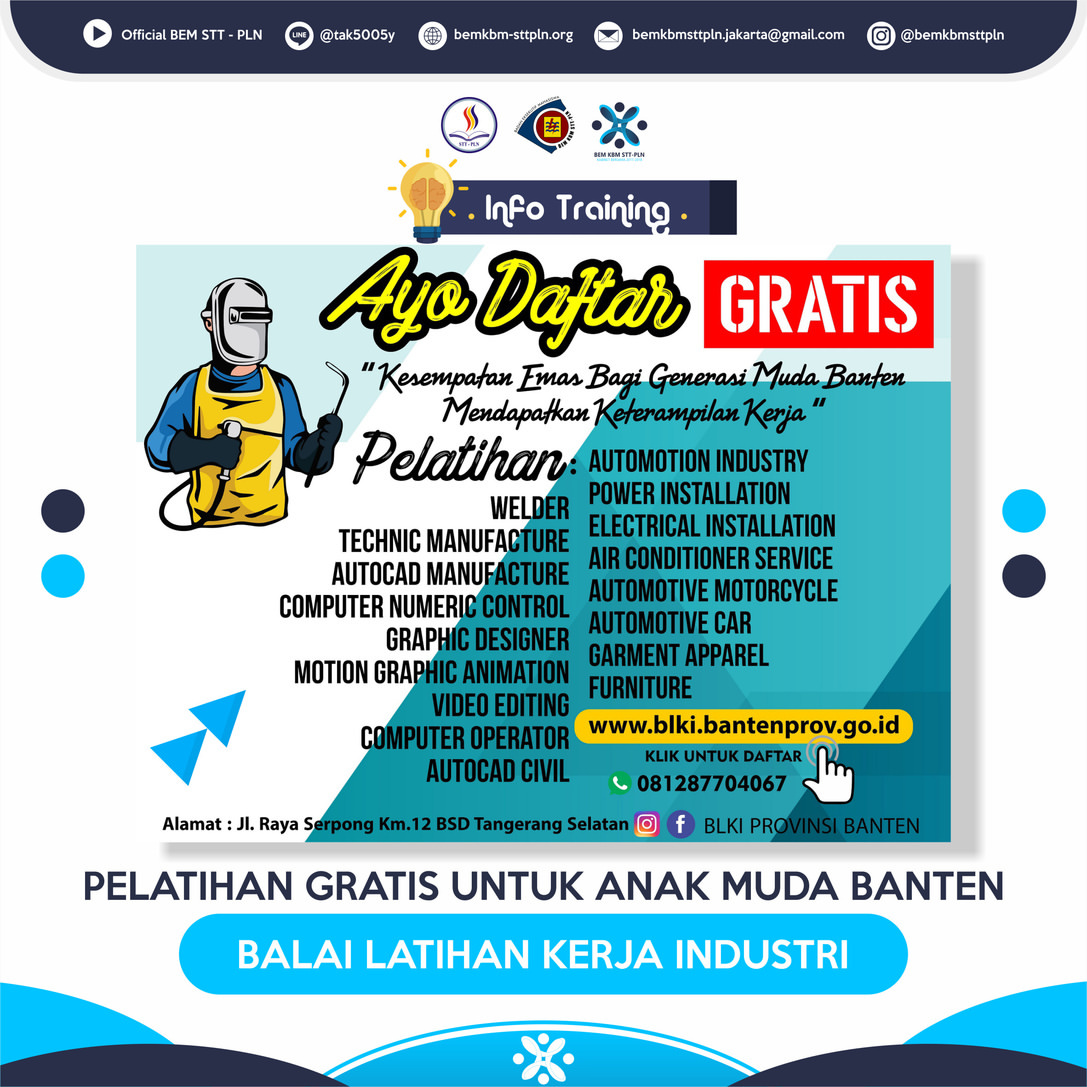 Official BEM STT - PLN
LINE
@tak5005y
bemkbm-sttpln.org
bemkbmsttpln.jakarta@gmail.com
@bemkbmsttpln
STT - PLN
BEM KBM STT-PLN
. Info Training .
Ayo Daftar
GRATIS
" Kesempatan Emas Bagi Generasi Muda Banten
Mendapatkan Keterampilan Kerja "
Pelatihan :
WELDER
TECHNIC MANUFACTURE
AUTOCAD MANUFACTURE
COMPUTER NUMERIC CONTROL
GRAPHIC DESIGNER
MOTION GRAPHIC ANIMATION
VIDEO EDITING
COMPUTER OPERATOR
AUTOCAD CIVIL
AUTOMOTION INDUSTRY
POWER INSTALLATION
ELECTRICAL INSTALLATION
AIR CONDITIONER SERVICE
AUTOMOTIVE MOTORCYCLE
AUTOMOTIVE CAR
GARMENT APPAREL
FURNITURE
www.blki.bantenprov.go.id
KLIK UNTUK DAFTAR
081287704067
Alamat : Jl. Raya Serpong Km.12 BSD Tangerang Selatan
BLKI PROVINSI BANTEN
PELATIHAN GRATIS UNTUK ANAK MUDA BANTEN
BALAI LATIHAN KERJA INDUSTRI